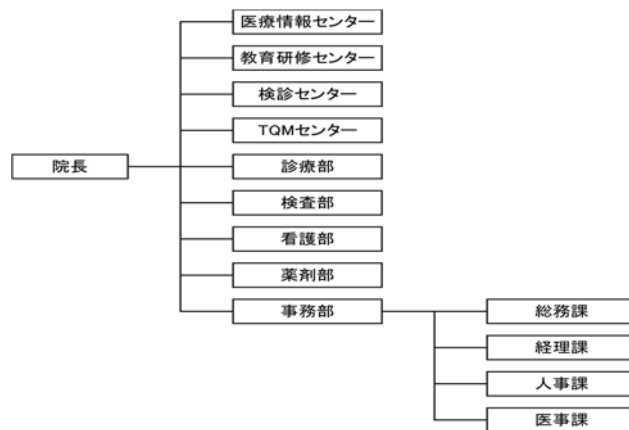 医療情報センター
教育研修センター
検診センター
TQMセンター
院長
診療部
検査部
看護部
薬剤部
事務部
総務課
経理課
人事課
医事課